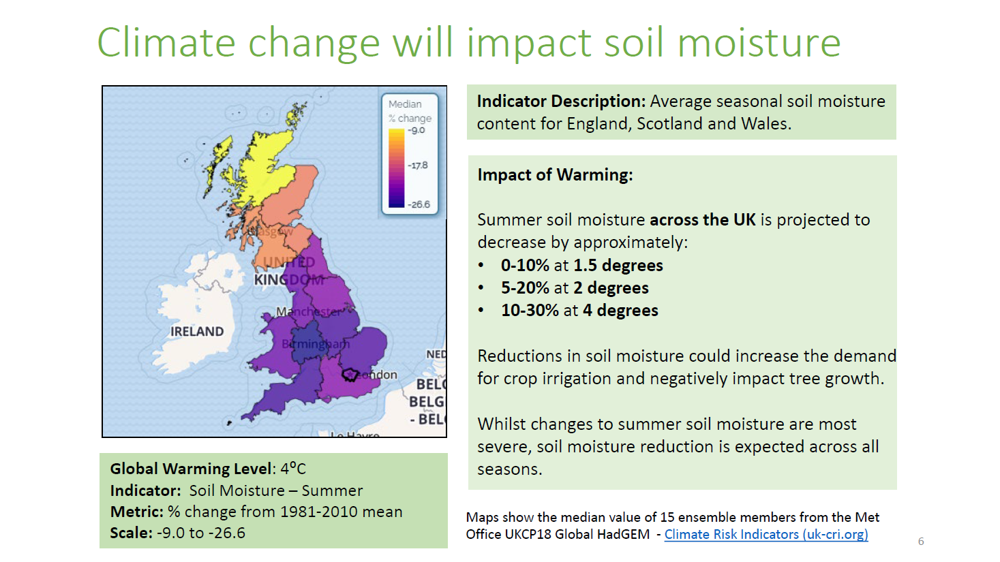 Climate change will impact soil moisture
Median
% change
-9.0
-17.8
-26.6
Glasgow
UNITED
KINGDOM
Manchester
IRELAND
Birmingham
London
NED
BELG
BELG
- BEL
Le Havre
Global Warming Level: 4⁰C
Indicator:  Soil Moisture – Summer
Metric: % change from 1981-2010 mean
Scale: -9.0 to -26.6
Indicator Description: Average seasonal soil moisture
content for England, Scotland and Wales.
Impact of Warming:
Summer soil moisture across the UK is projected to
decrease by approximately:
• 0-10% at 1.5 degrees
• 5-20% at 2 degrees
• 10-30% at 4 degrees
Reductions in soil moisture could increase the demand
for crop irrigation and negatively impact tree growth.
Whilst changes to summer soil moisture are most
severe, soil moisture reduction is expected across all
seasons.
Maps show the median value of 15 ensemble members from the Met
Office UKCP18 Global HadGEM  - Climate Risk Indicators (uk-cri.org)
6